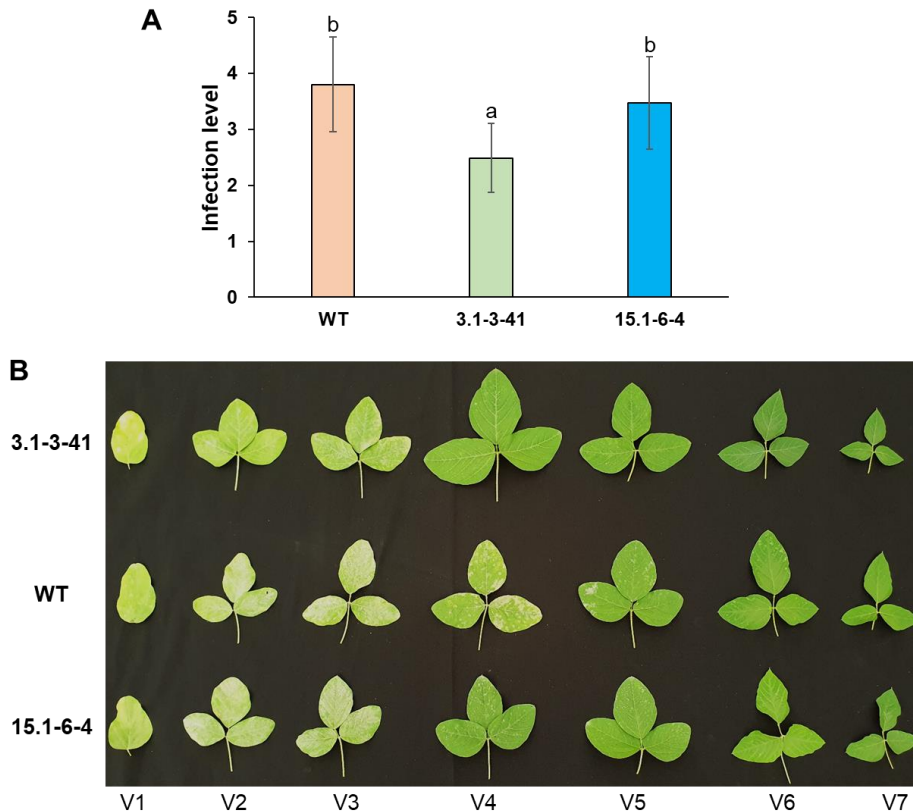 A
Infection level
5
4
3
2
1
0
b
a
b
WT
3.1-3-41
15.1-6-4
B
3.1-3-41
WT
15.1-6-4
V1 V2 V3 V4 V5 V6 V7